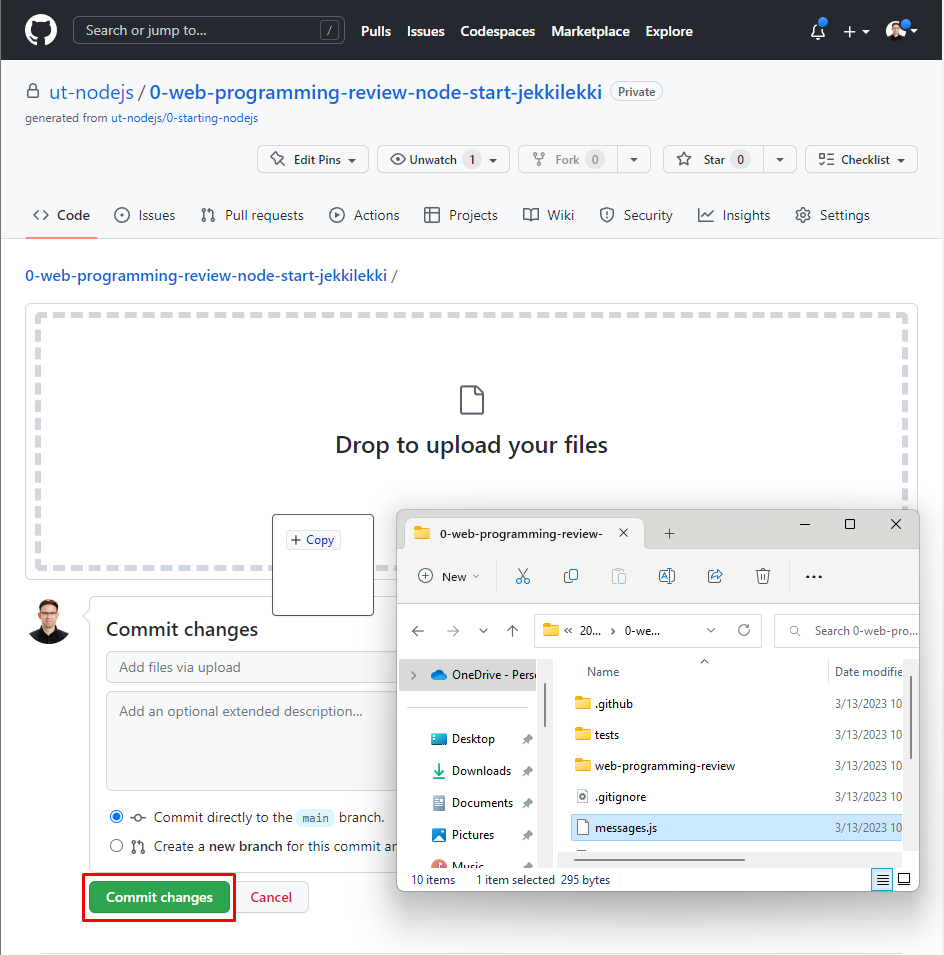 Search or jump to... /
Pulls Issues Codespaces Marketplace Explore
ut-nodejs / 0-web-programming-review-node-start-jekkilekki Private
generated from ut-nodejs/0-starting-nodejs
Edit Pins Unwatch 1 Fork 0 Star 0 Checklist
Code Issues Pull requests Actions Projects Wiki Security Insights Settings
0-web-programming-review-node-start-jekkilekki /
Drop to upload your files
+ Copy
Commit changes
Add files via upload
Add an optional extended description...
Commit directly to the main branch.
Create a new branch for this commit an
Commit changes Cancel
0-web-programming-review-
New
« 20... > 0-we...
Search 0-web-pro...
OneDrive - Perso
Desktop
Downloads
Documents
Pictures
Music
Name Date modifie
.github 3/13/2023 10
tests 3/13/2023 10
web-programming-review 3/13/2023 10
.gitignore 3/13/2023 10
messages.js 3/13/2023 10
10 items 1 item selected 295 bytes